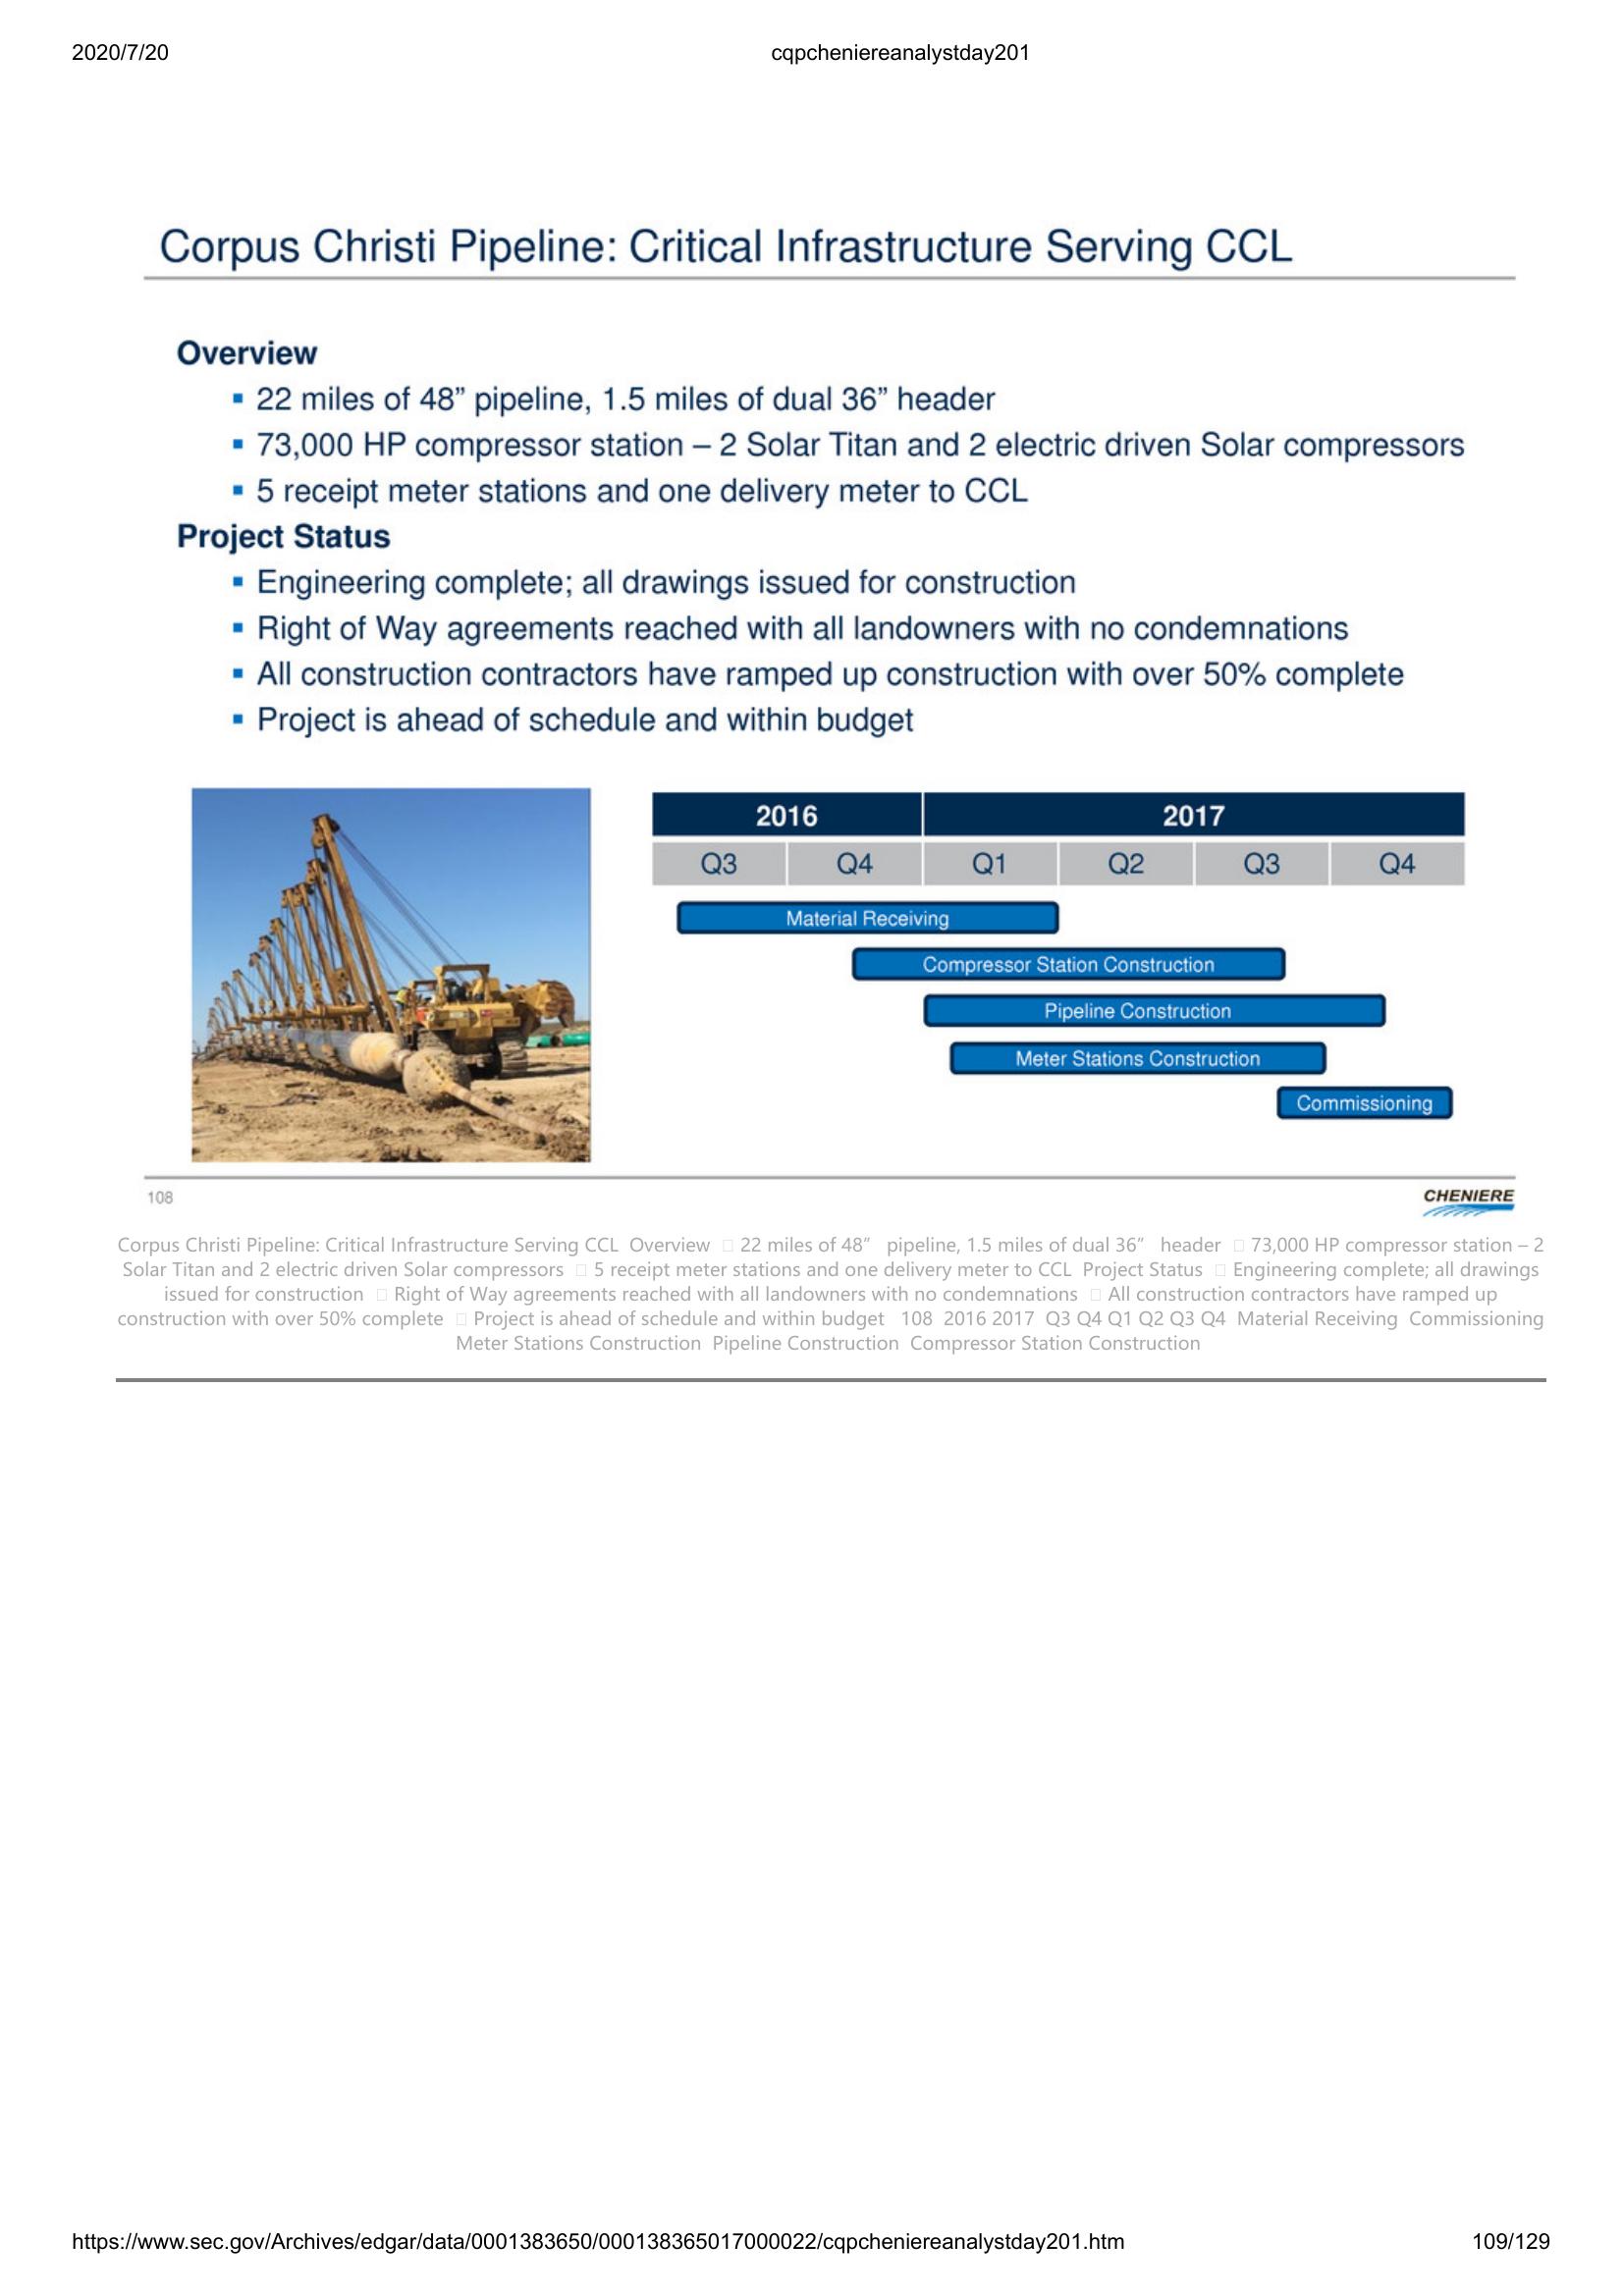 2020/7/20
cqpcheniereanalystday201
Corpus Christi Pipeline: Critical Infrastructure Serving CCL
Overview
▪ 22 miles of 48” pipeline, 1.5 miles of dual 36” header
▪ 73,000 HP compressor station – 2 Solar Titan and 2 electric driven Solar compressors
▪ 5 receipt meter stations and one delivery meter to CCL
Project Status
▪ Engineering complete; all drawings issued for construction
▪ Right of Way agreements reached with all landowners with no condemnations
▪ All construction contractors have ramped up construction with over 50% complete
▪ Project is ahead of schedule and within budget
2016 2017
Q3 Q4 Q1 Q2 Q3 Q4
Material Receiving
Compressor Station Construction
Pipeline Construction
Meter Stations Construction
Commissioning
108
CHENIERE
Corpus Christi Pipeline: Critical Infrastructure Serving CCL Overview □ 22 miles of 48” pipeline, 1.5 miles of dual 36” header □ 73,000 HP compressor station – 2
Solar Titan and 2 electric driven Solar compressors □ 5 receipt meter stations and one delivery meter to CCL Project Status □ Engineering complete; all drawings
issued for construction □ Right of Way agreements reached with all landowners with no condemnations □ All construction contractors have ramped up
construction with over 50% complete □ Project is ahead of schedule and within budget 108 2016 2017 Q3 Q4 Q1 Q2 Q3 Q4 Material Receiving Commissioning
Meter Stations Construction Pipeline Construction Compressor Station Construction
https://www.sec.gov/Archives/edgar/data/0001383650/000138365017000022/cqpcheniereanalystday201.htm
109/129